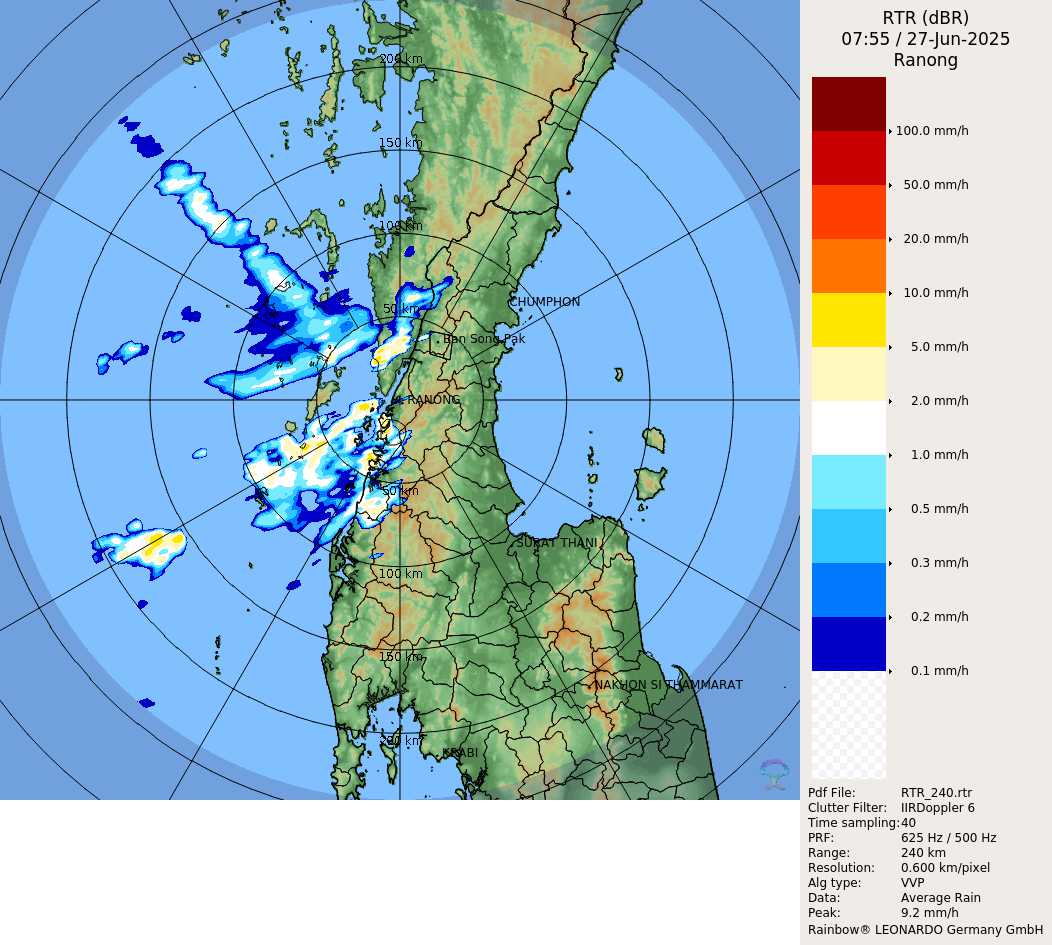 RTR (dBR)
07:55 / 27-Jun-2025
Ranong
200 km
150 km
100 km
50 km
CHUMPHON
Ban Song Pak
RANONG
50 km
SURAT THANI
100 km
150 km
NAKHON SI THAMMARAT
200 km
KRABI
100.0 mm/h
50.0 mm/h
20.0 mm/h
10.0 mm/h
5.0 mm/h
2.0 mm/h
1.0 mm/h
0.5 mm/h
0.3 mm/h
0.2 mm/h
0.1 mm/h
Pdf File: RTR_240.rtr
Clutter Filter: IIRDoppler 6
Time sampling: 40
PRF: 625 Hz / 500 Hz
Range: 240 km
Resolution: 0.600 km/pixel
Alg type: VVP
Data: Average Rain
Peak: 9.2 mm/h
Rainbow® LEONARDO Germany GmbH